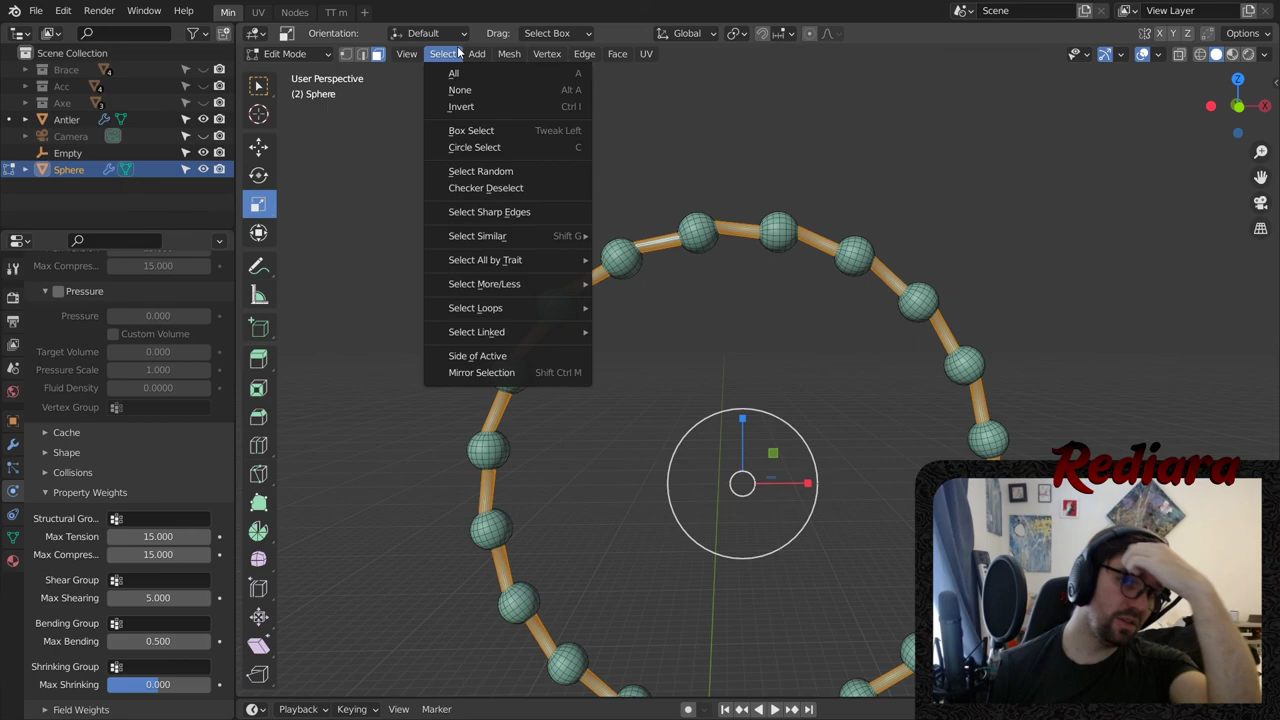 File Edit Render Window Help Min UV Nodes TT m + Scene View Layer
Orientation: Default Drag: Select Box Global X Y Z Options
Scene Collection
Brace 4
Acc 4
Axe 3
Antler
Camera
Empty
Sphere
Edit Mode View Select Add Mesh Vertex Edge Face UV
User Perspective
(2) Sphere
All A
None Alt A
Invert Ctrl I
Box Select Tweak Left
Circle Select C
Select Random
Checker Deselect
Select Sharp Edges
Select Similar Shift G
Select All by Trait
Select More/Less
Select Loops
Select Linked
Side of Active
Mirror Selection Shift Ctrl M
Z
Max Compres... 15.000
Pressure
Pressure 0.000
Custom Volume
Target Volume 0.000
Pressure Scale 1.000
Fluid Density 0.0000
Vertex Group
Cache
Shape
Collisions
Property Weights
Structural Gro...
Max Tension 15.000
Max Compres... 15.000
Shear Group
Max Shearing 5.000
Bending Group
Max Bending 0.500
Shrinking Group
Max Shrinking 0.000
Field Weights
Playback Keying View Marker
Rediara